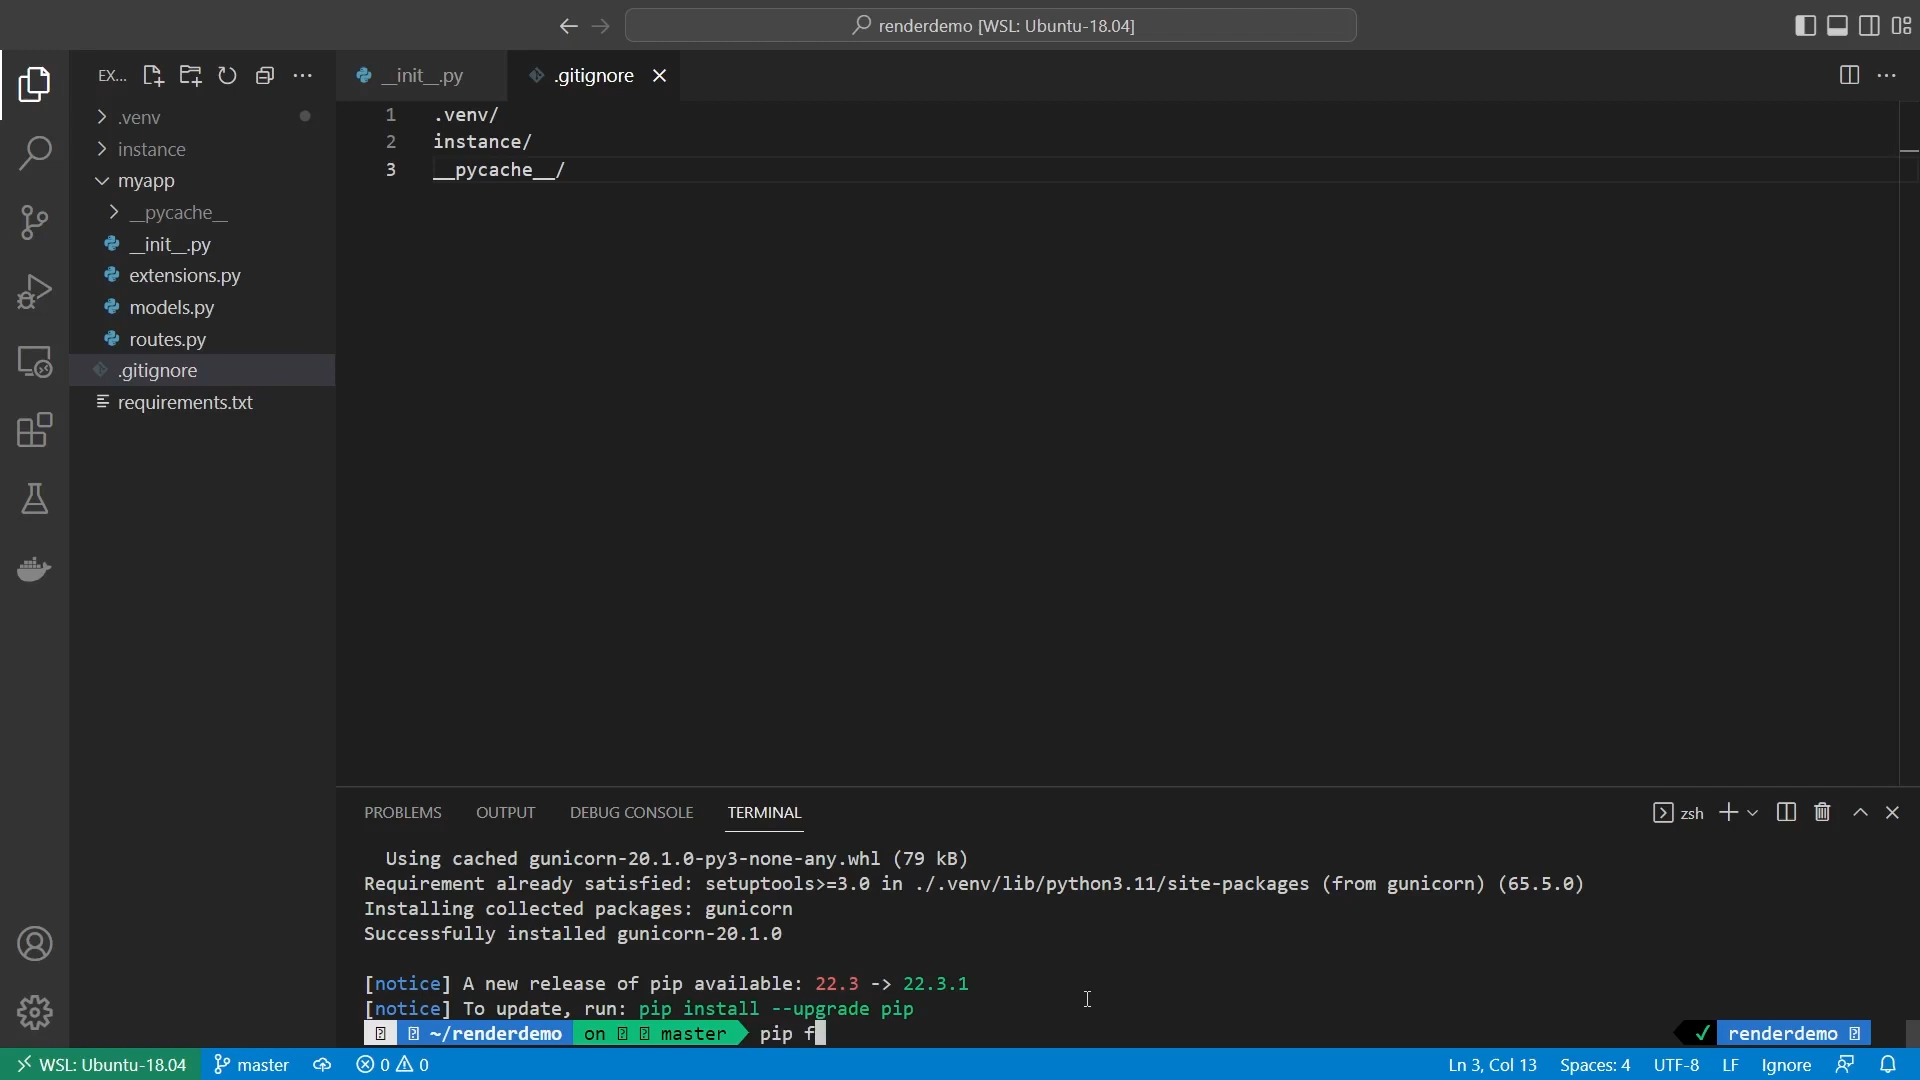 renderdemo [WSL: Ubuntu-18.04]
EX...
__init__.py
.gitignore
.venv
instance
myapp
__pycache__
__init__.py
extensions.py
models.py
routes.py
.gitignore
requirements.txt
1 .venv/
2 instance/
3 __pycache__/
PROBLEMS OUTPUT DEBUG CONSOLE TERMINAL
zsh
Using cached gunicorn-20.1.0-py3-none-any.whl (79 kB)
Requirement already satisfied: setuptools>=3.0 in ./.venv/lib/python3.11/site-packages (from gunicorn) (65.5.0)
Installing collected packages: gunicorn
Successfully installed gunicorn-20.1.0
[notice] A new release of pip available: 22.3 -> 22.3.1
[notice] To update, run: pip install --upgrade pip
~/renderdemo on master pip f
renderdemo
WSL: Ubuntu-18.04 master 0 0 Ln 3, Col 13 Spaces: 4 UTF-8 LF Ignore